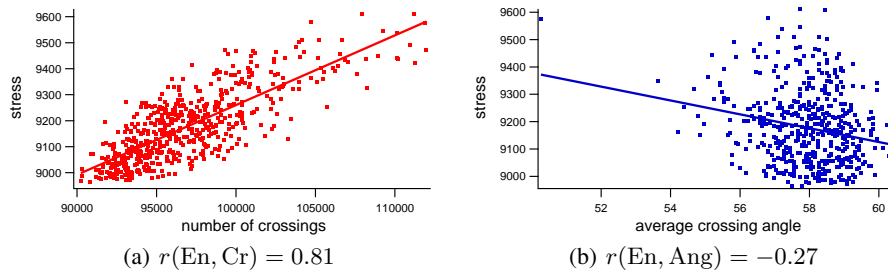 9600
9500
9400
9300
9200
9100
9000
stress
90000 95000 100000 105000 110000
number of crossings
(a) r(En, Cr) = 0.81
9600
9500
9400
9300
9200
9100
9000
stress
52 54 56 58 60
average crossing angle
(b) r(En, Ang) = −0.27